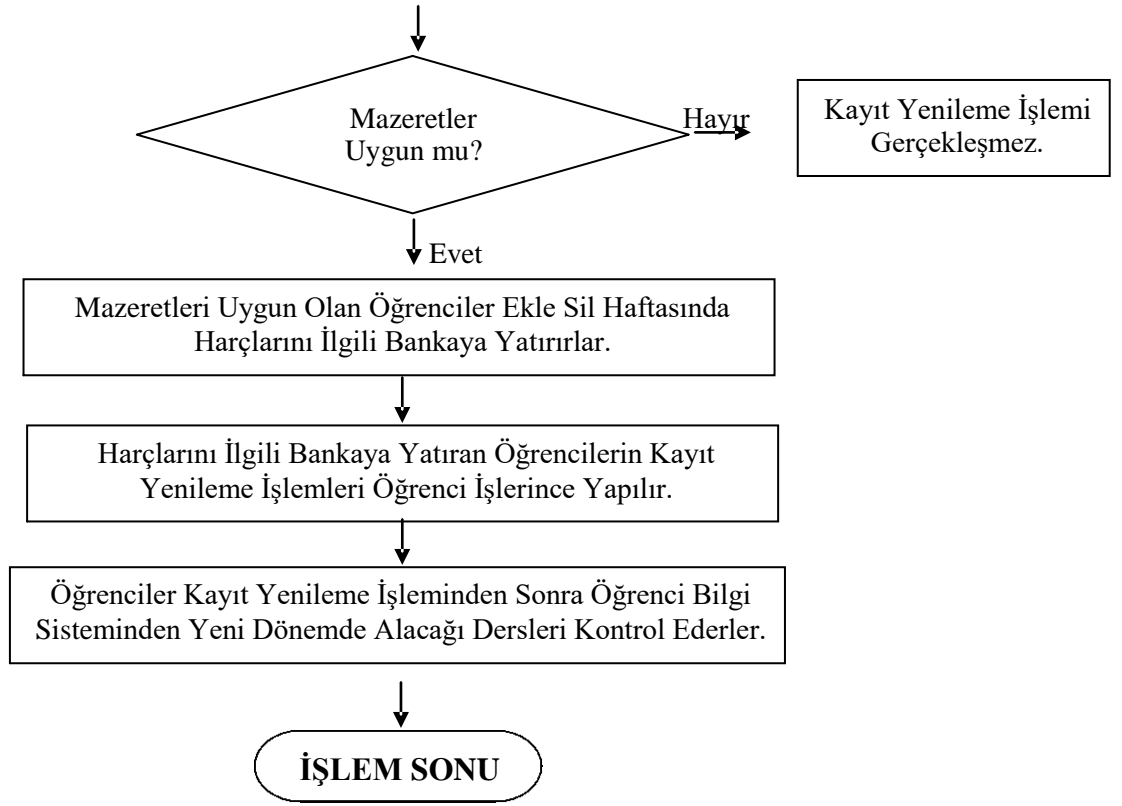 Mazeretler
Uygun mu?
Hayır
Kayıt Yenileme İşlemi
Gerçekleşmez.
Evet
Mazeretleri Uygun Olan Öğrenciler Ekle Sil Haftasında
Harçlarını İlgili Bankaya Yatırırlar.
Harçlarını İlgili Bankaya Yatıran Öğrencilerin Kayıt
Yenileme İşlemleri Öğrenci İşlerince Yapılır.
Öğrenciler Kayıt Yenileme İşleminden Sonra Öğrenci Bilgi
Sisteminden Yeni Dönemde Alacağı Dersleri Kontrol Ederler.
İŞLEM SONU